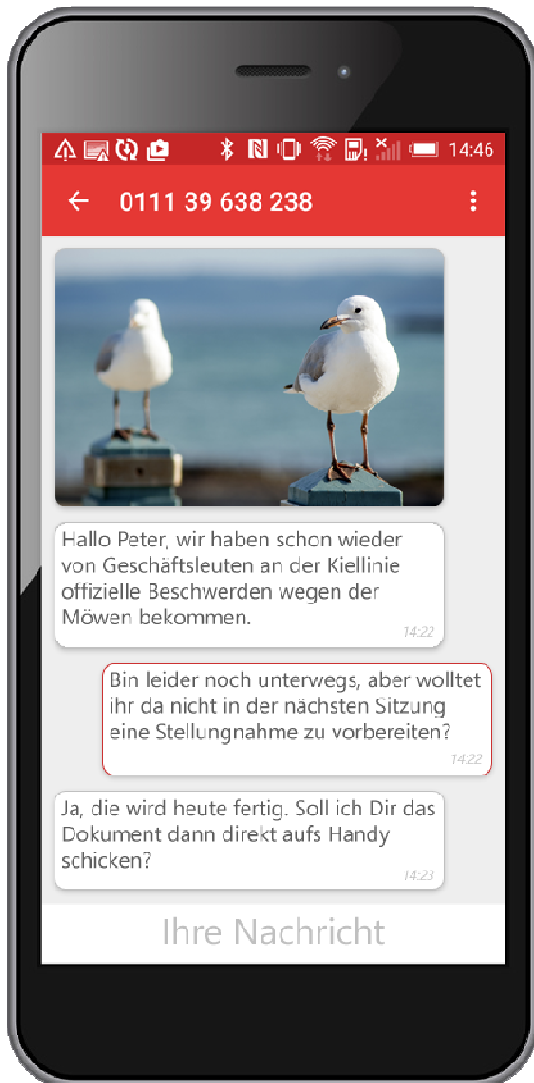 14:46
0111 39 638 238
Hallo Peter, wir haben schon wieder
von Geschäftsleuten an der Kiellinie
offizielle Beschwerden wegen der
Möwen bekommen.
14:22
Bin leider noch unterwegs, aber wolltet
ihr da nicht in der nächsten Sitzung
eine Stellungnahme zu vorbereiten?
14:22
Ja, die wird heute fertig. Soll ich Dir das
Dokument dann direkt aufs Handy
schicken?
14:23
Ihre Nachricht